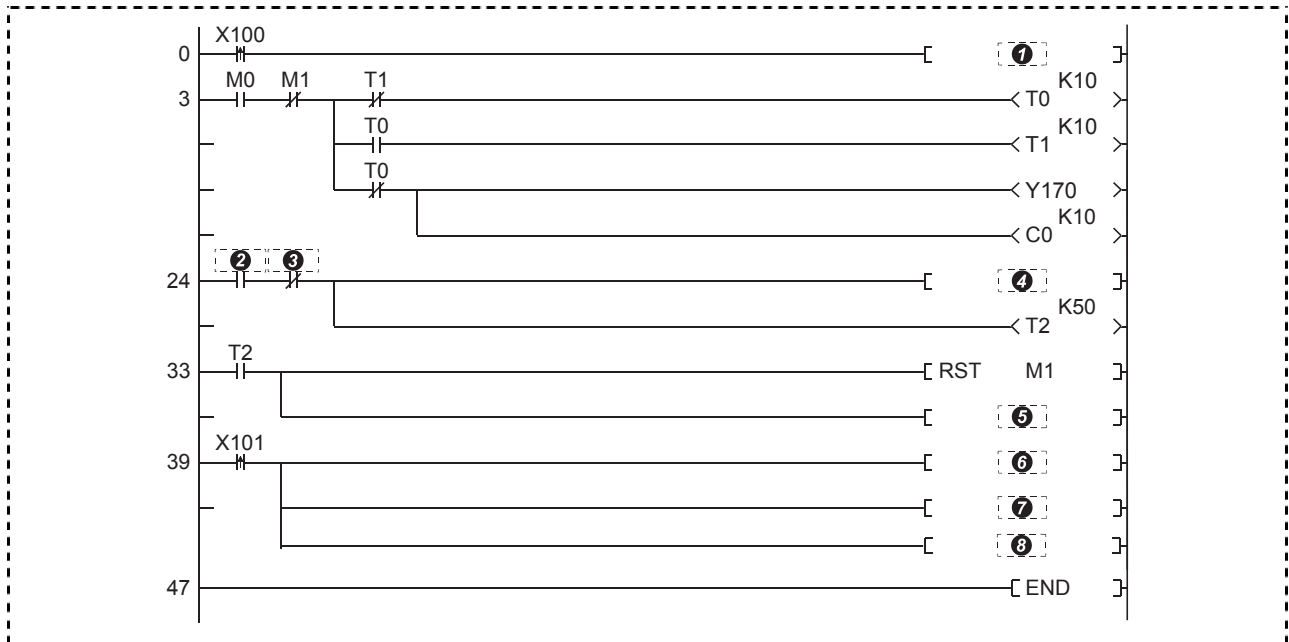 X100
0 [ ❶ ]
M0 M1 T1 K10
3 T0
T0 K10
T1
T0
Y170
K10
C0
❷ ❸
24 [ ❹ ]
K50
T2
T2
33 [ RST M1 ]
[ ❺ ]
X101
39 [ ❻ ]
[ ❼ ]
[ ❽ ]
47 [ END ]